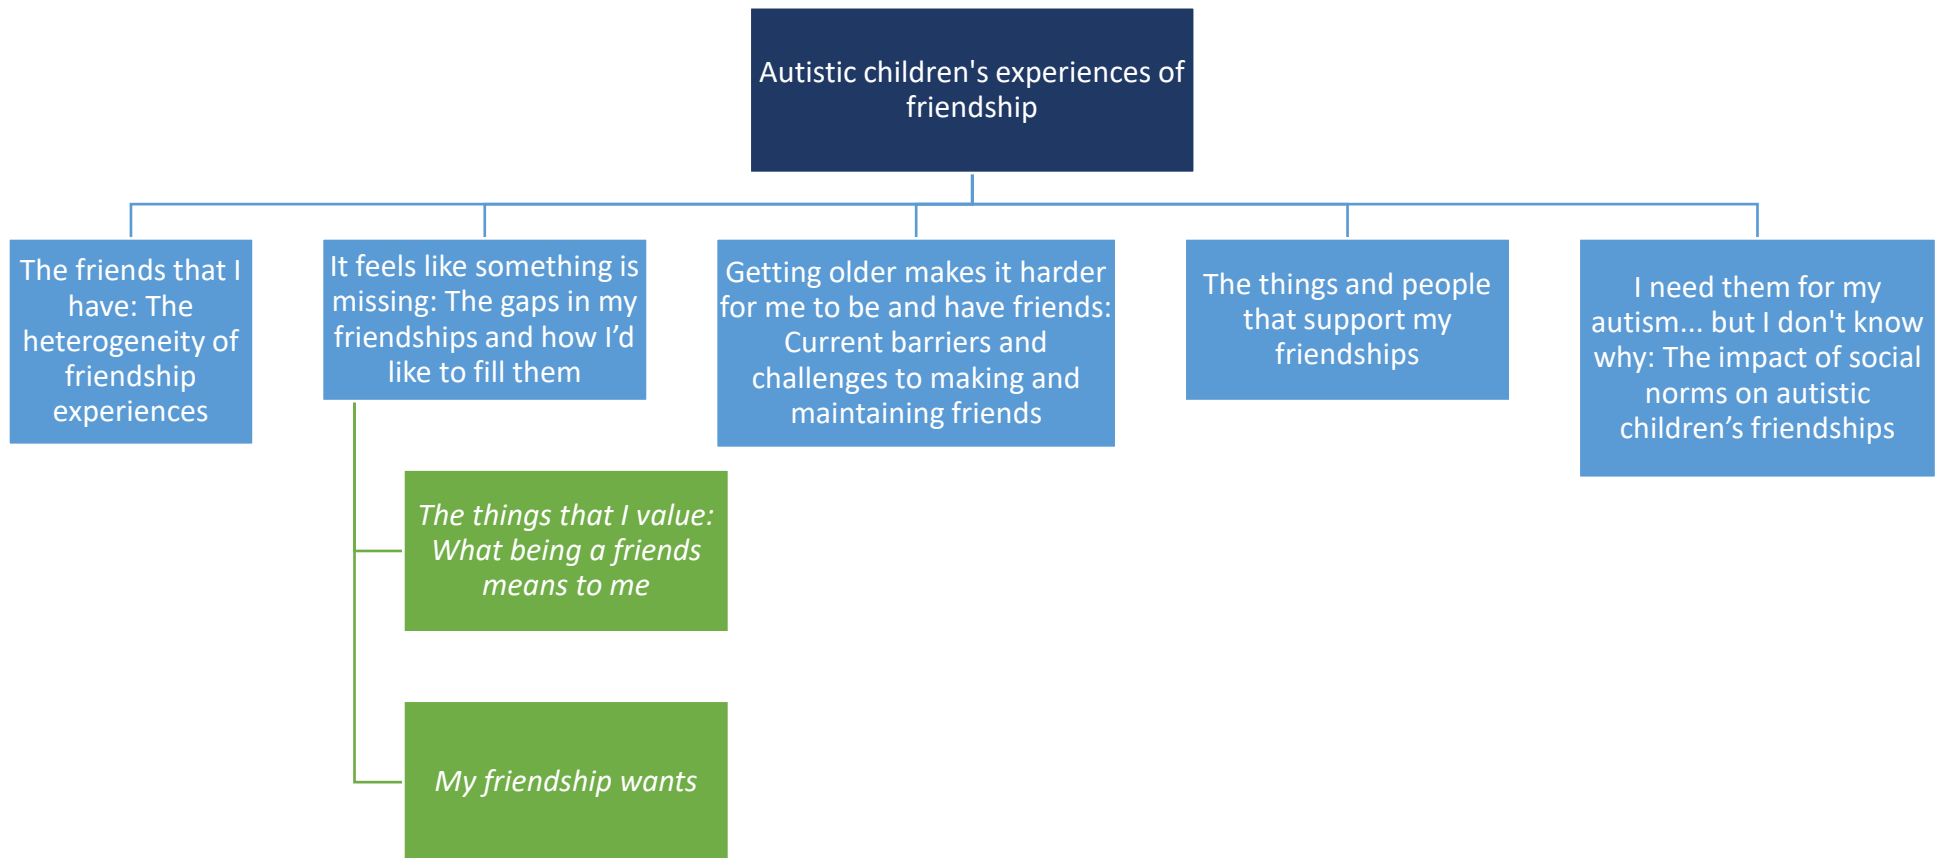 Autistic children's experiences of
friendship
The friends that I
have: The
heterogeneity of
friendship
experiences
It feels like something is
missing: The gaps in my
friendships and how I’d
like to fill them
Getting older makes it harder
for me to be and have friends:
Current barriers and
challenges to making and
maintaining friends
The things and people
that support my
friendships
I need them for my
autism... but I don't know
why: The impact of social
norms on autistic
children’s friendships
The things that I value:
What being a friends
means to me
My friendship wants